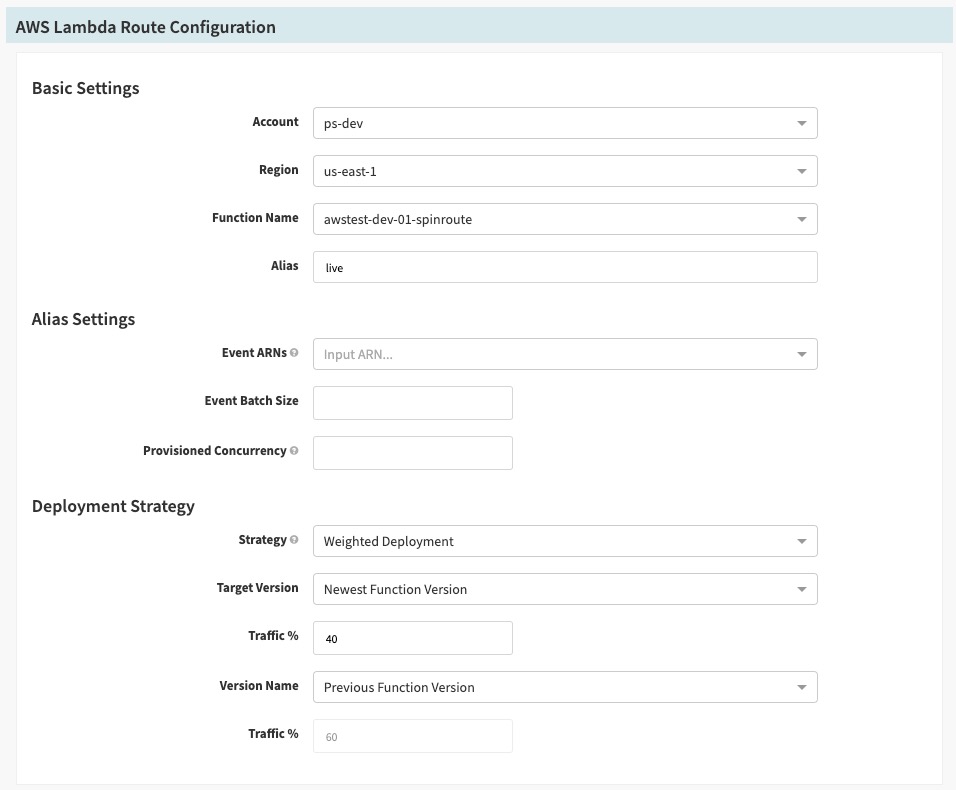 AWS Lambda Route Configuration
Basic Settings
Account ps-dev
Region us-east-1
Function Name awstest-dev-01-spinroute
Alias live
Alias Settings
Event ARNs Input ARN...
Event Batch Size
Provisioned Concurrency
Deployment Strategy
Strategy Weighted Deployment
Target Version Newest Function Version
Traffic % 40
Version Name Previous Function Version
Traffic % 60